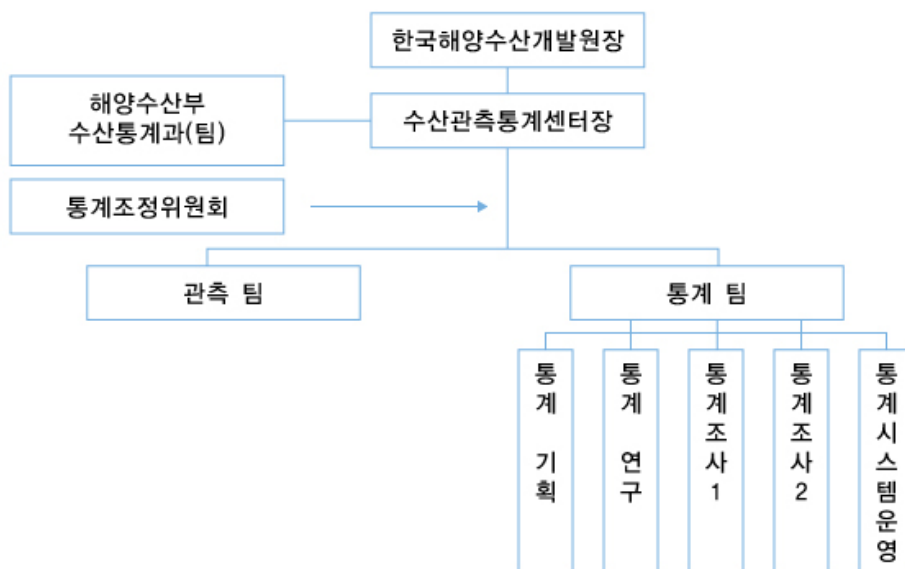 한국해양수산개발원장
해양수산부
수산통계과(팀)
수산관측통계센터장
통계조정위원회
관측 팀
통계 팀
통계 기획
통계 연구
통계조사1
통계조사2
통계시스템운영